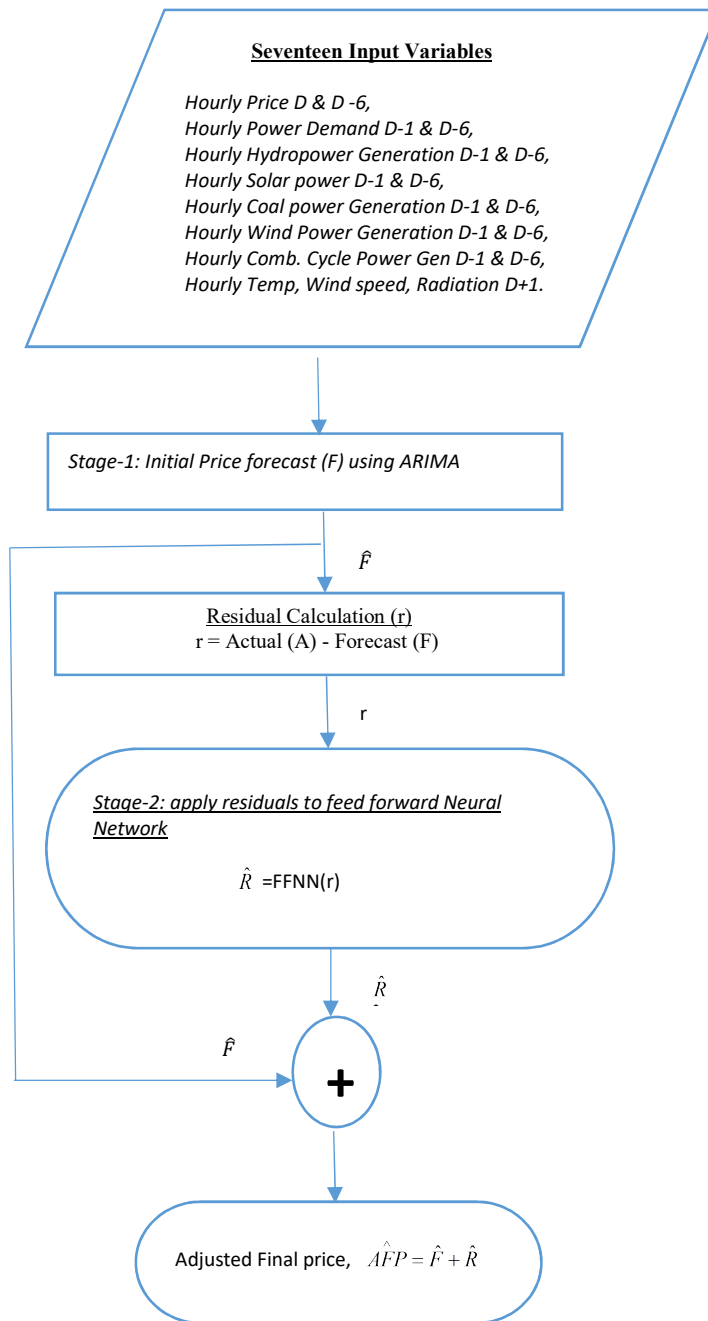 Seventeen Input Variables
Hourly Price D & D -6,
Hourly Power Demand D-1 & D-6,
Hourly Hydropower Generation D-1 & D-6,
Hourly Solar power D-1 & D-6,
Hourly Coal power Generation D-1 & D-6,
Hourly Wind Power Generation D-1 & D-6,
Hourly Comb. Cycle Power Gen D-1 & D-6,
Hourly Temp, Wind speed, Radiation D+1.
Stage-1: Initial Price forecast (F) using ARIMA
F̂
Residual Calculation (r)
r = Actual (A) - Forecast (F)
r
Stage-2: apply residuals to feed forward Neural
Network
R̂ =FFNN(r)
R̂
F̂
+
Adjusted Final price, AF̂P = F̂ + R̂